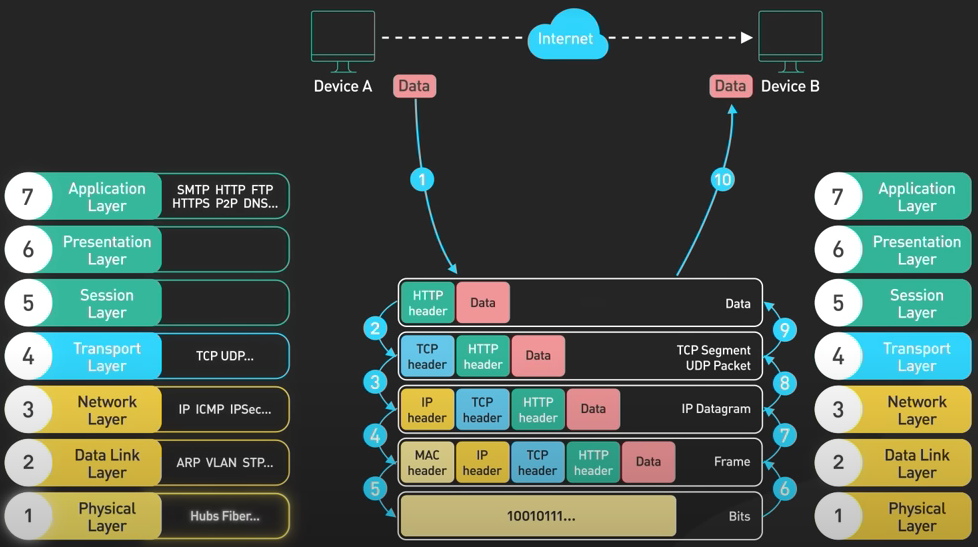 Internet
Device A
Data
Data
Device B
1
10
7
Application
Layer
SMTP HTTP FTP
HTTPS P2P DNS...
6
Presentation
Layer
5
Session
Layer
4
Transport
Layer
TCP UDP...
3
Network
Layer
IP ICMP IPSec...
2
Data Link
Layer
ARP VLAN STP...
1
Physical
Layer
Hubs Fiber...
HTTP
header
Data
Data
2
9
TCP
header
HTTP
header
Data
TCP Segment
UDP Packet
3
8
IP
header
TCP
header
HTTP
header
Data
IP Datagram
4
7
MAC
header
IP
header
TCP
header
HTTP
header
Data
Frame
5
6
10010111...
Bits
7
Application
Layer
6
Presentation
Layer
5
Session
Layer
4
Transport
Layer
3
Network
Layer
2
Data Link
Layer
1
Physical
Layer